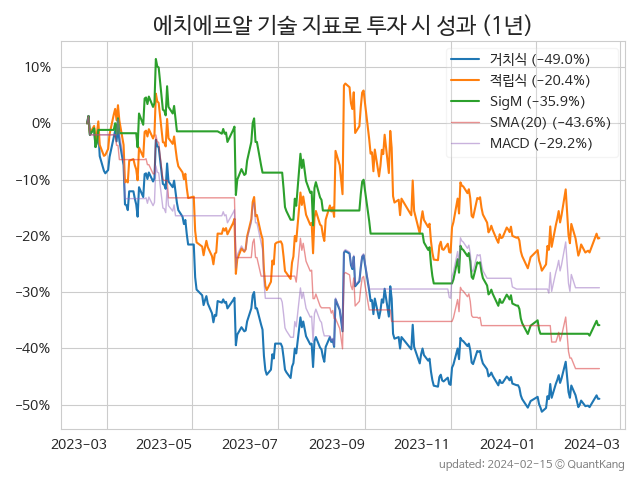 에치에프알 기술 지표로 투자 시 성과 (1년)
거치식 (−49.0%)
적립식 (−20.4%)
SigM (−35.9%)
SMA(20) (−43.6%)
MACD (−29.2%)
10%
0%
−10%
−20%
−30%
−40%
−50%
2023-03 2023-05 2023-07 2023-09 2023-11 2024-01 2024-03
updated: 2024-02-15 © QuantKang